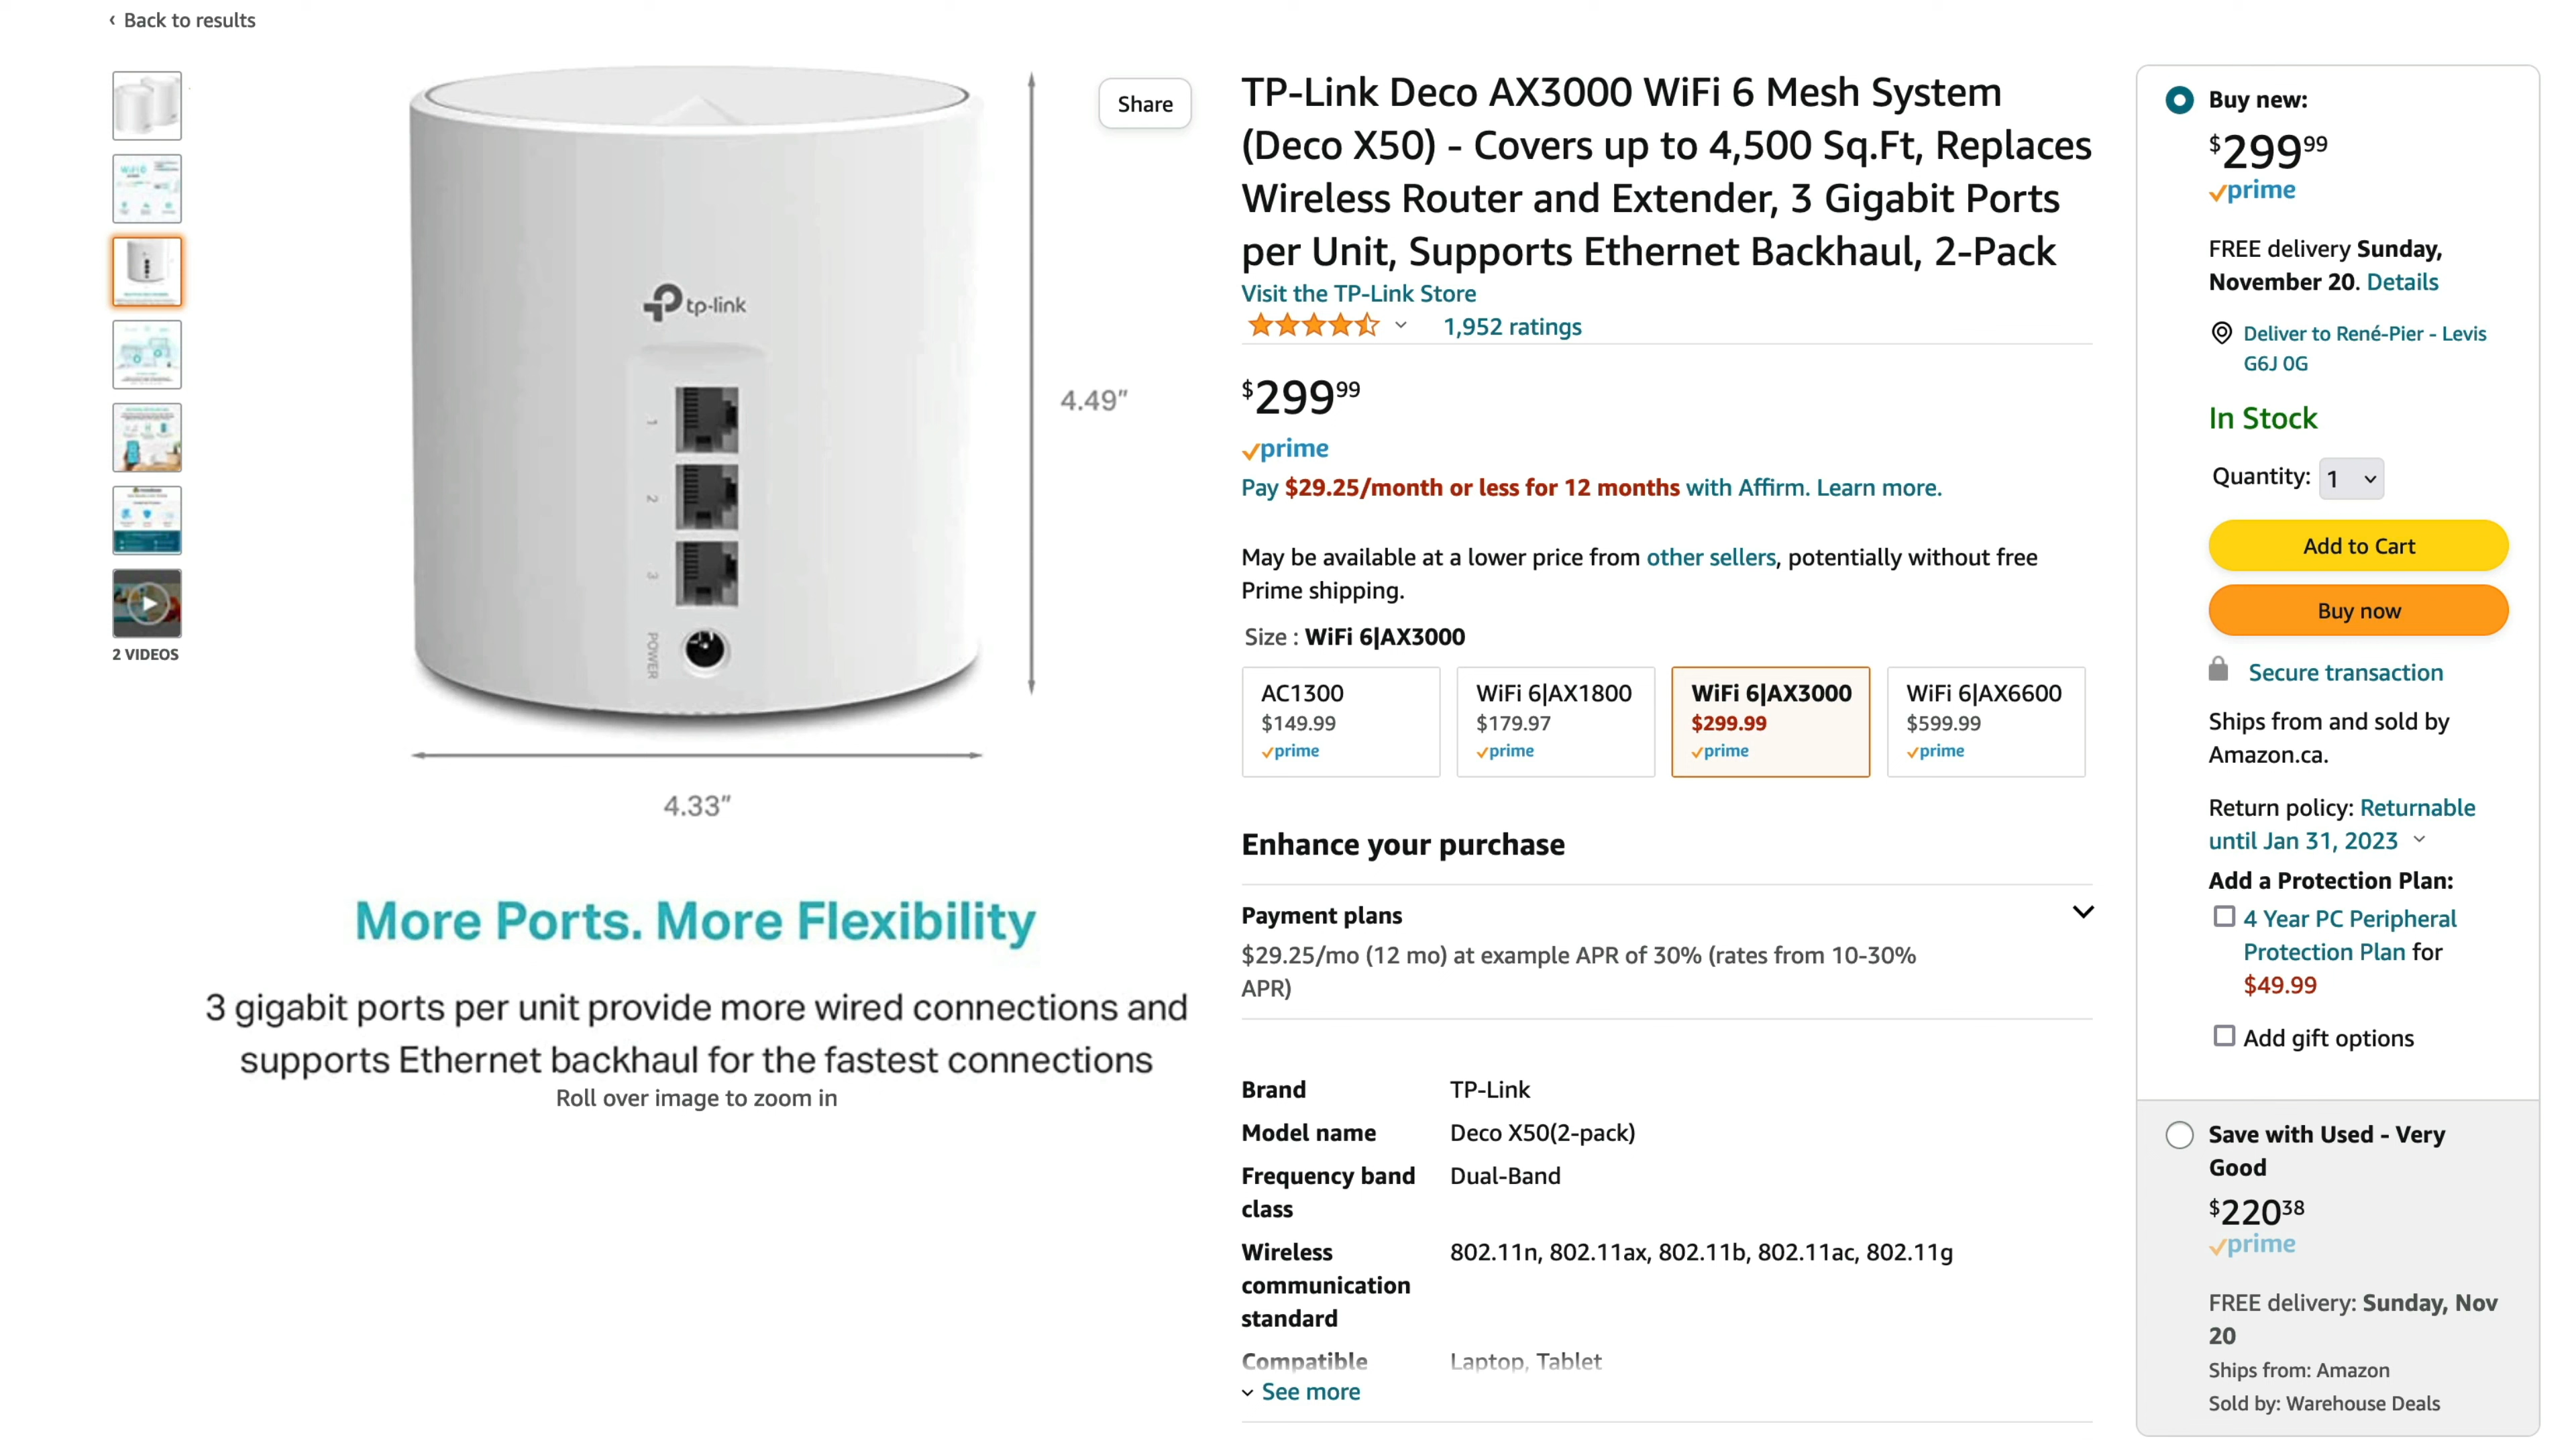 ‹ Back to results
2 VIDEOS
Share
tp-link
1
2
3
POWER
4.49"
4.33"
More Ports. More Flexibility
3 gigabit ports per unit provide more wired connections and
supports Ethernet backhaul for the fastest connections
Roll over image to zoom in
TP-Link Deco AX3000 WiFi 6 Mesh System
(Deco X50) - Covers up to 4,500 Sq.Ft, Replaces
Wireless Router and Extender, 3 Gigabit Ports
per Unit, Supports Ethernet Backhaul, 2-Pack
Visit the TP-Link Store
1,952 ratings
$299.99
prime
Pay $29.25/month or less for 12 months with Affirm. Learn more.
May be available at a lower price from other sellers, potentially without free
Prime shipping.
Size : WiFi 6|AX3000
AC1300
$149.99
prime
WiFi 6|AX1800
$179.97
prime
WiFi 6|AX3000
$299.99
prime
WiFi 6|AX6600
$599.99
prime
Enhance your purchase
Payment plans
$29.25/mo (12 mo) at example APR of 30% (rates from 10-30%
APR)
Brand TP-Link
Model name Deco X50(2-pack)
Frequency band Dual-Band
class
Wireless 802.11n, 802.11ax, 802.11b, 802.11ac, 802.11g
communication
standard
Compatible Laptop, Tablet
See more
Buy new:
$299.99
prime
FREE delivery Sunday,
November 20. Details
Deliver to René-Pier - Levis
G6J 0G
In Stock
Quantity: 1
Add to Cart
Buy now
Secure transaction
Ships from and sold by
Amazon.ca.
Return policy: Returnable
until Jan 31, 2023
Add a Protection Plan:
4 Year PC Peripheral
Protection Plan for
$49.99
Add gift options
Save with Used - Very
Good
$220.38
prime
FREE delivery: Sunday, Nov
20
Ships from: Amazon
Sold by: Warehouse Deals